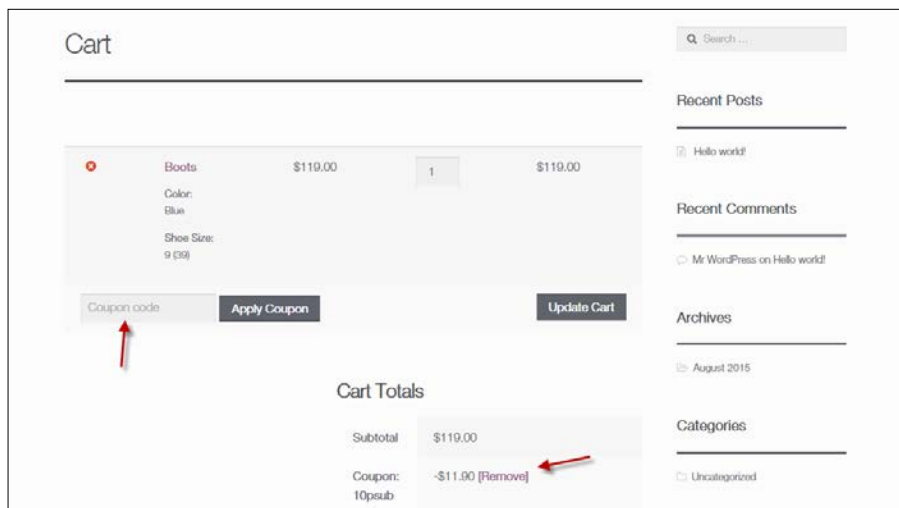 Cart
Boots $119.00 1 $119.00
Color:
Blue
Shoe Size:
9 (39)
Coupon code Apply Coupon Update Cart
Cart Totals
Subtotal $119.00
Coupon: -$11.90 [Remove]
10psub
Search ...
Recent Posts
Hello world!
Recent Comments
Mr WordPress on Hello world!
Archives
August 2015
Categories
Uncategorized